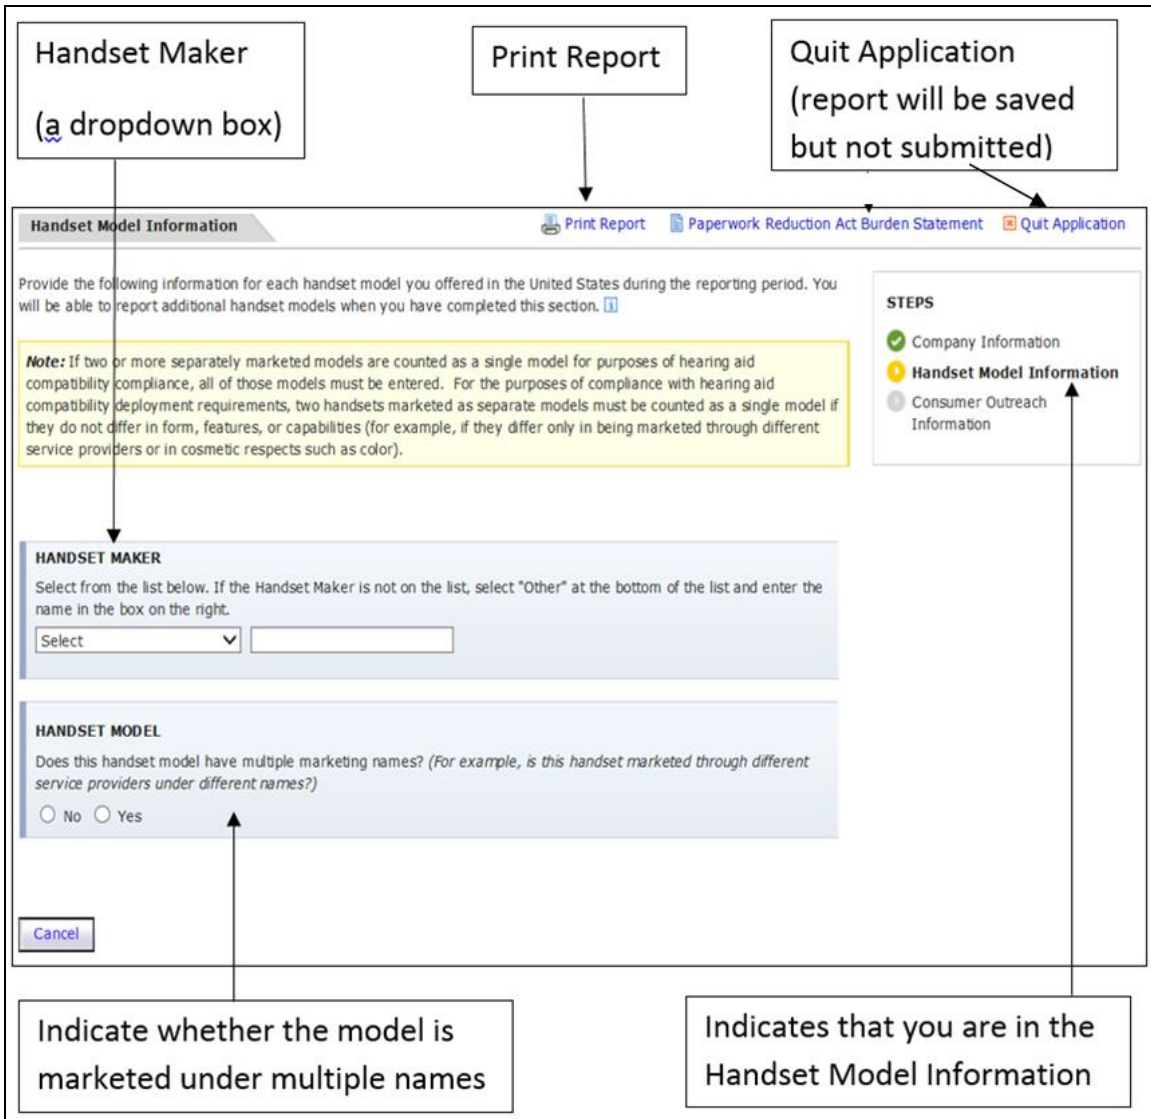 Handset Maker
(a dropdown box)
Print Report
Quit Application
(report will be saved
but not submitted)
Handset Model Information
Print Report
Paperwork Reduction Act Burden Statement
Quit Application
Provide the following information for each handset model you offered in the United States during the reporting period. You
will be able to report additional handset models when you have completed this section.
STEPS
Company Information
Handset Model Information
Consumer Outreach
Information
Note: If two or more separately marketed models are counted as a single model for purposes of hearing aid
compatibility compliance, all of those models must be entered. For the purposes of compliance with hearing aid
compatibility deployment requirements, two handsets marketed as separate models must be counted as a single model if
they do not differ in form, features, or capabilities (for example, if they differ only in being marketed through different
service providers or in cosmetic respects such as color).
HANDSET MAKER
Select from the list below. If the Handset Maker is not on the list, select "Other" at the bottom of the list and enter the
name in the box on the right.
Select
HANDSET MODEL
Does this handset model have multiple marketing names? (For example, is this handset marketed through different
service providers under different names?)
No Yes
Cancel
Indicate whether the model is
marketed under multiple names
Indicates that you are in the
Handset Model Information